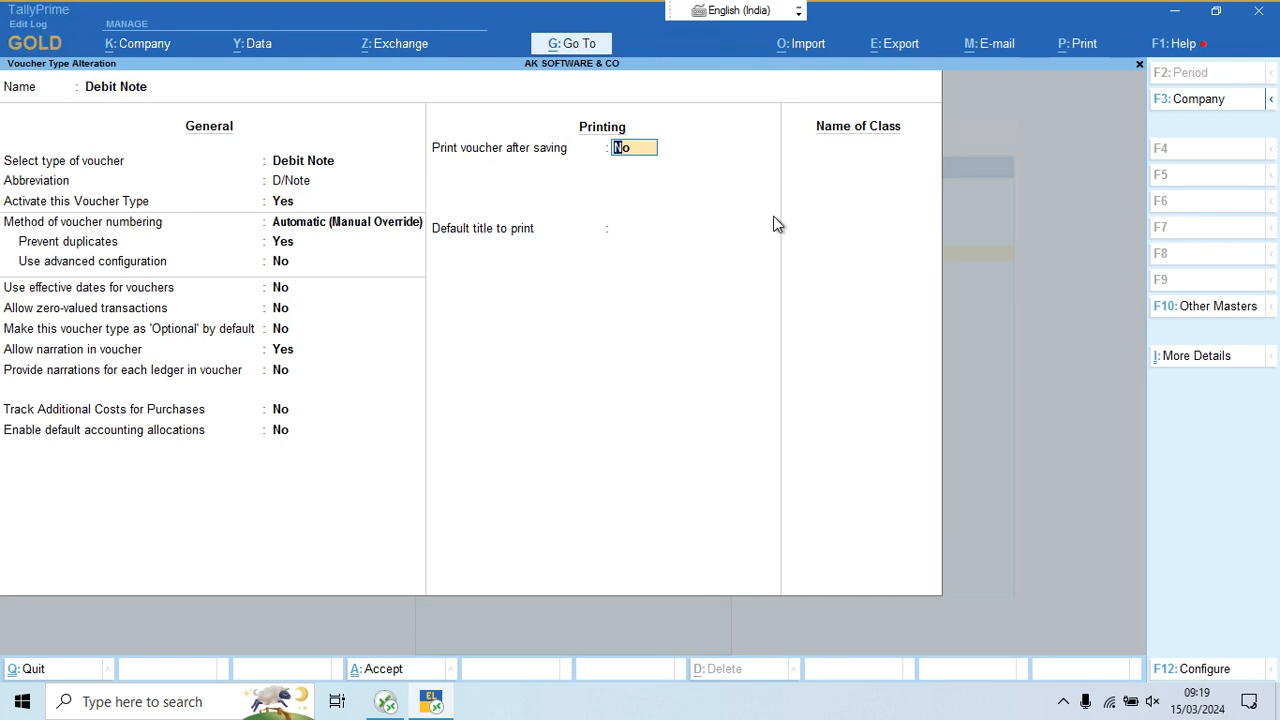 TallyPrime
English (India)
Edit Log
MANAGE
GOLD
K: Company
Y: Data
Z: Exchange
G: Go To
O: Import
E: Export
M: E-mail
P: Print
F1: Help
Voucher Type Alteration
AK SOFTWARE & CO
Name : Debit Note
General
Select type of voucher : Debit Note
Abbreviation : D/Note
Activate this Voucher Type : Yes
Method of voucher numbering : Automatic (Manual Override)
Prevent duplicates : Yes
Use advanced configuration : No
Use effective dates for vouchers : No
Allow zero-valued transactions : No
Make this voucher type as 'Optional' by default : No
Allow narration in voucher : Yes
Provide narrations for each ledger in voucher : No
Track Additional Costs for Purchases : No
Enable default accounting allocations : No
Printing
Print voucher after saving : No
Default title to print :
Name of Class
F2: Period
F3: Company
F4
F5
F6
F7
F8
F9
F10: Other Masters
I: More Details
Q: Quit
A: Accept
D: Delete
F12: Configure
Type here to search
EL
09:19
15/03/2024